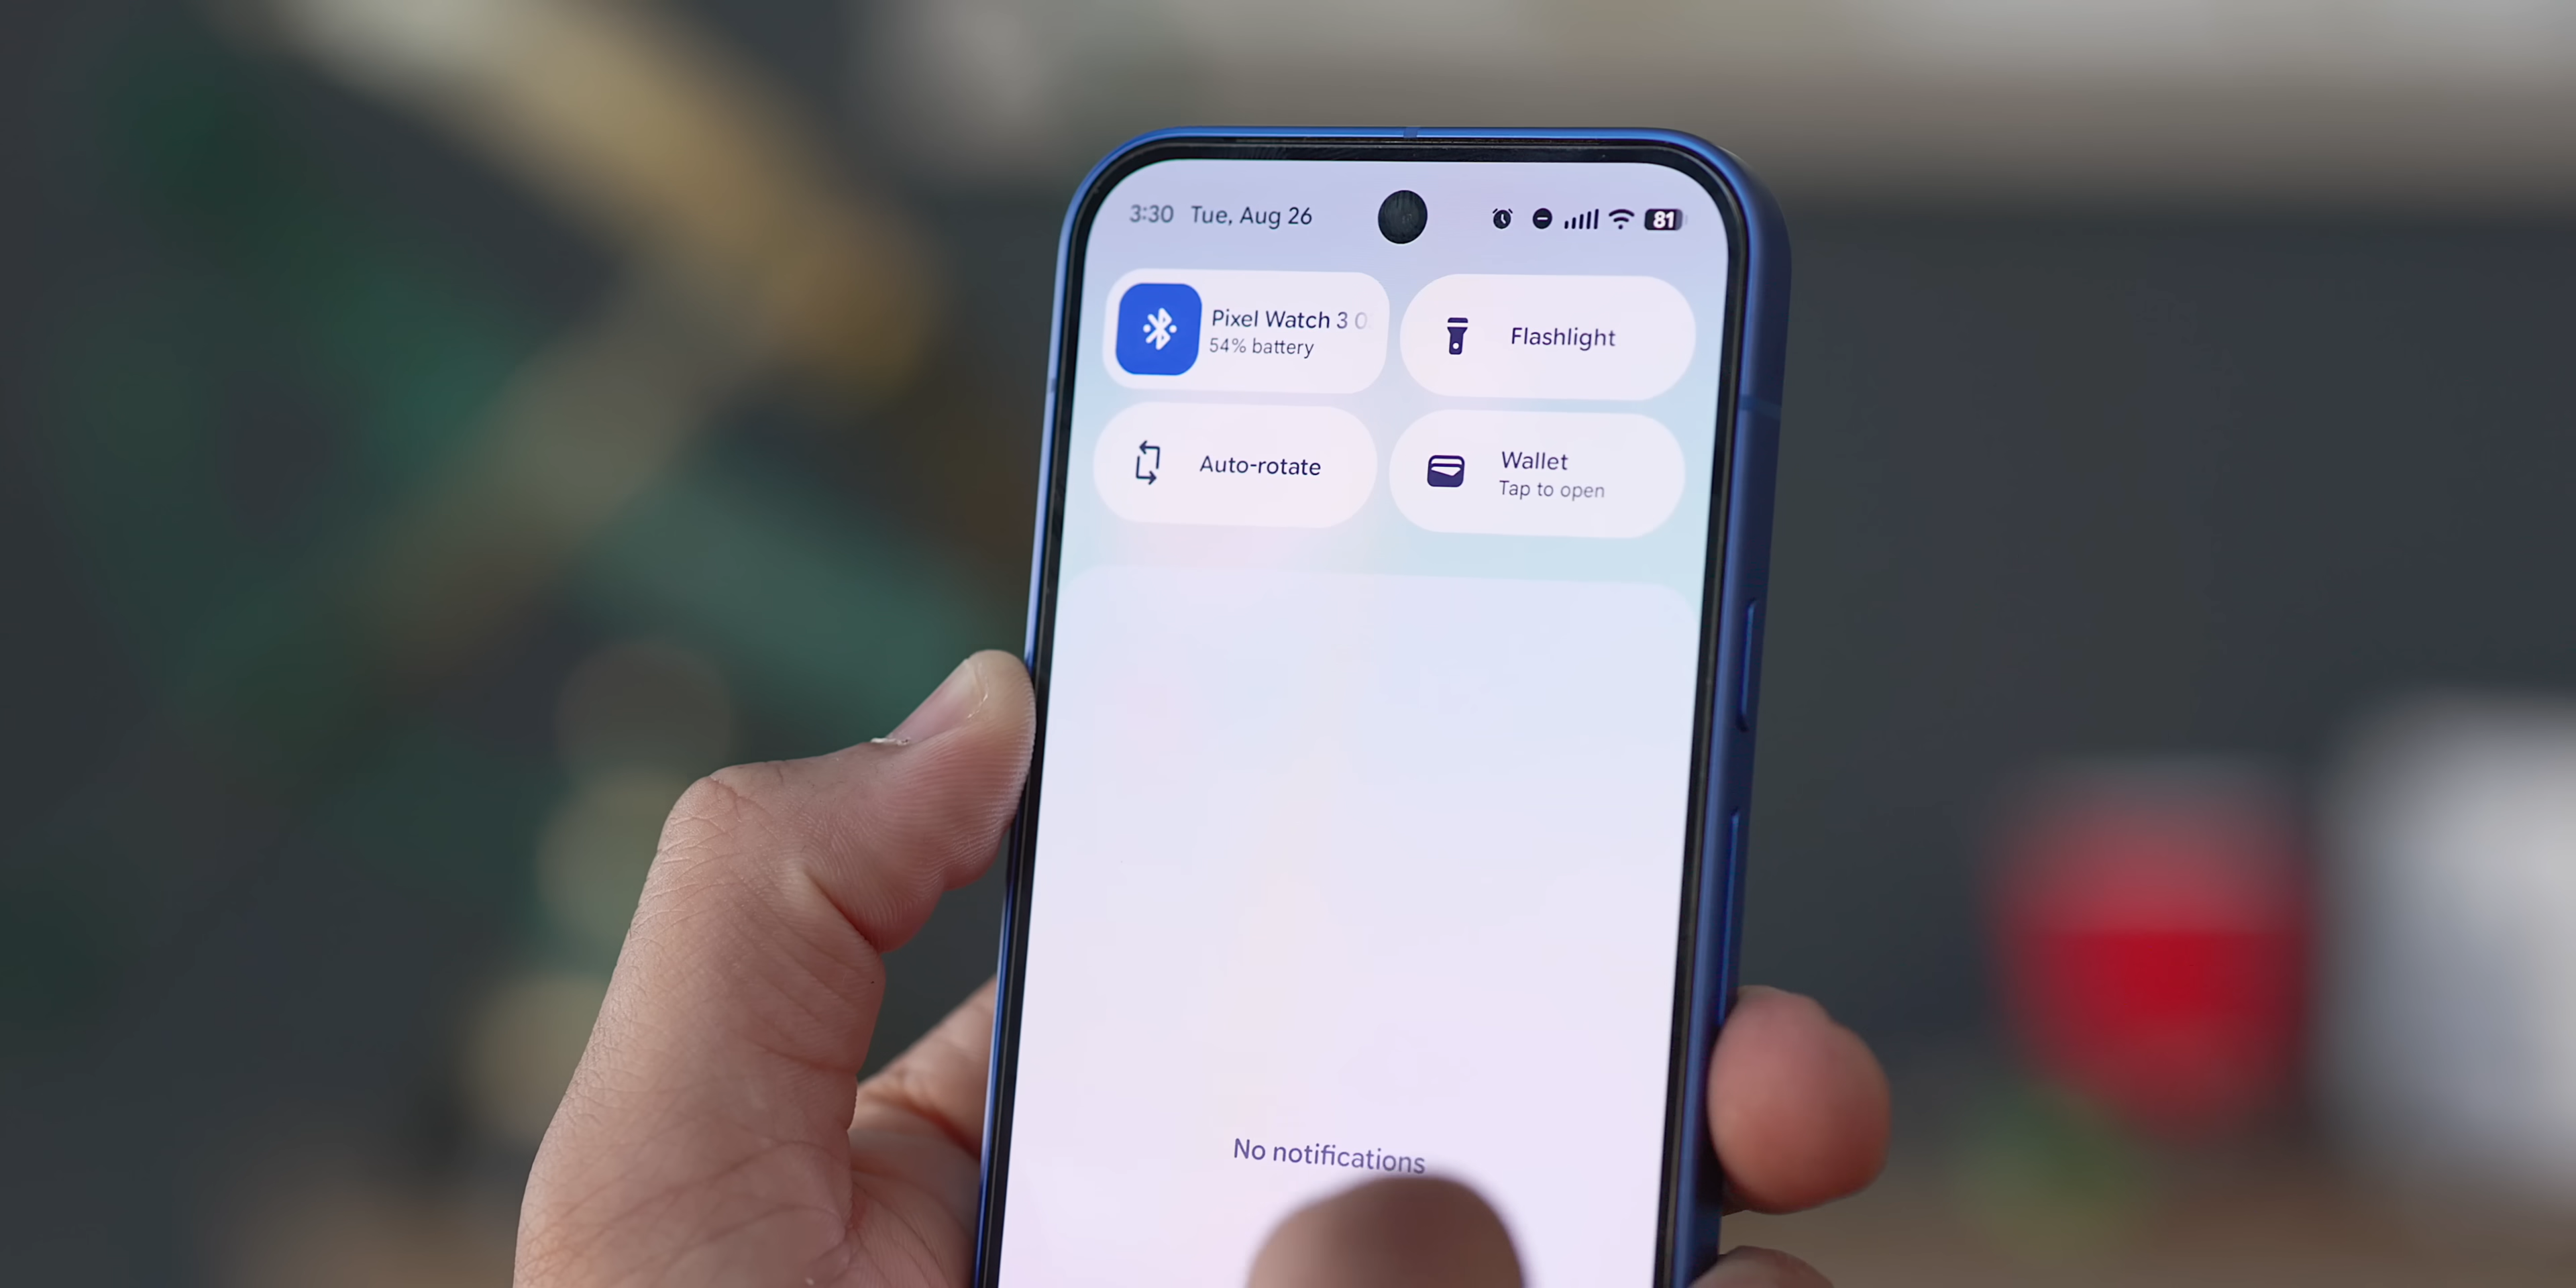 3:30 Tue, Aug 26 81
Pixel Watch 3
54% battery
Flashlight
Auto-rotate
Wallet
Tap to open
No notifications